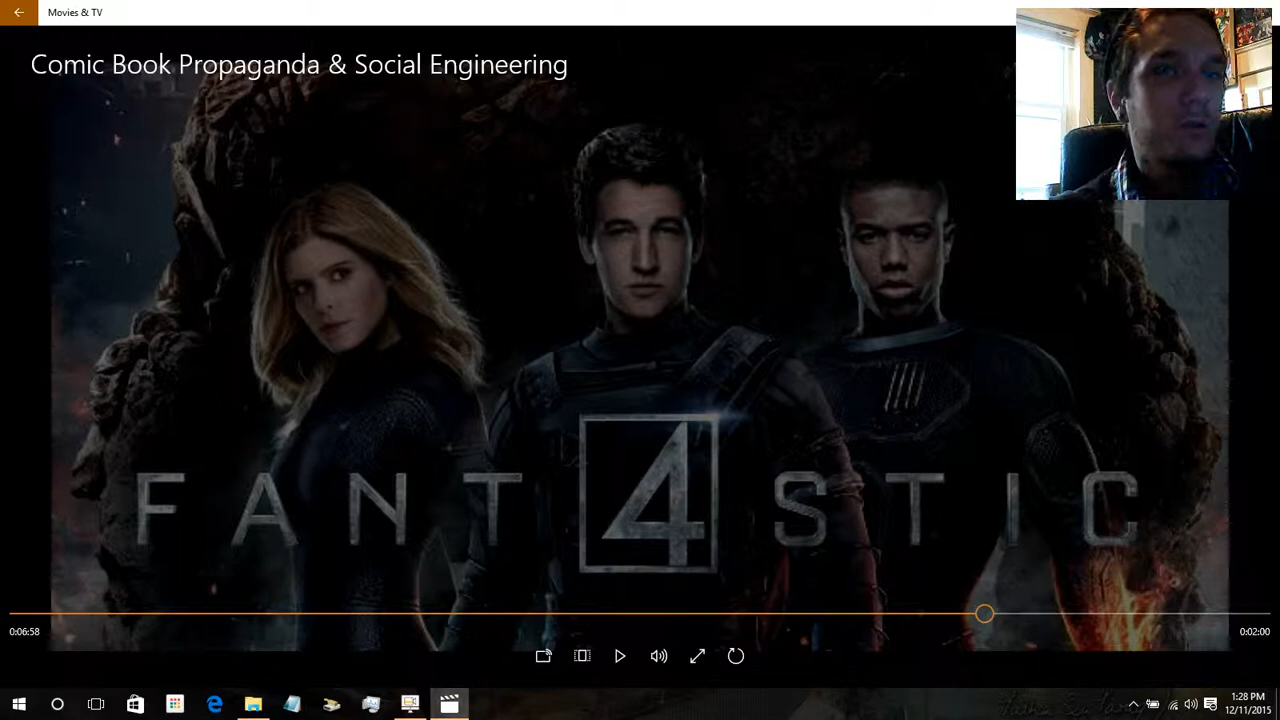 Movies & TV
Comic Book Propaganda & Social Engineering
FANT4STIC
0:06:58
0:02:00
1:28 PM
12/11/2015